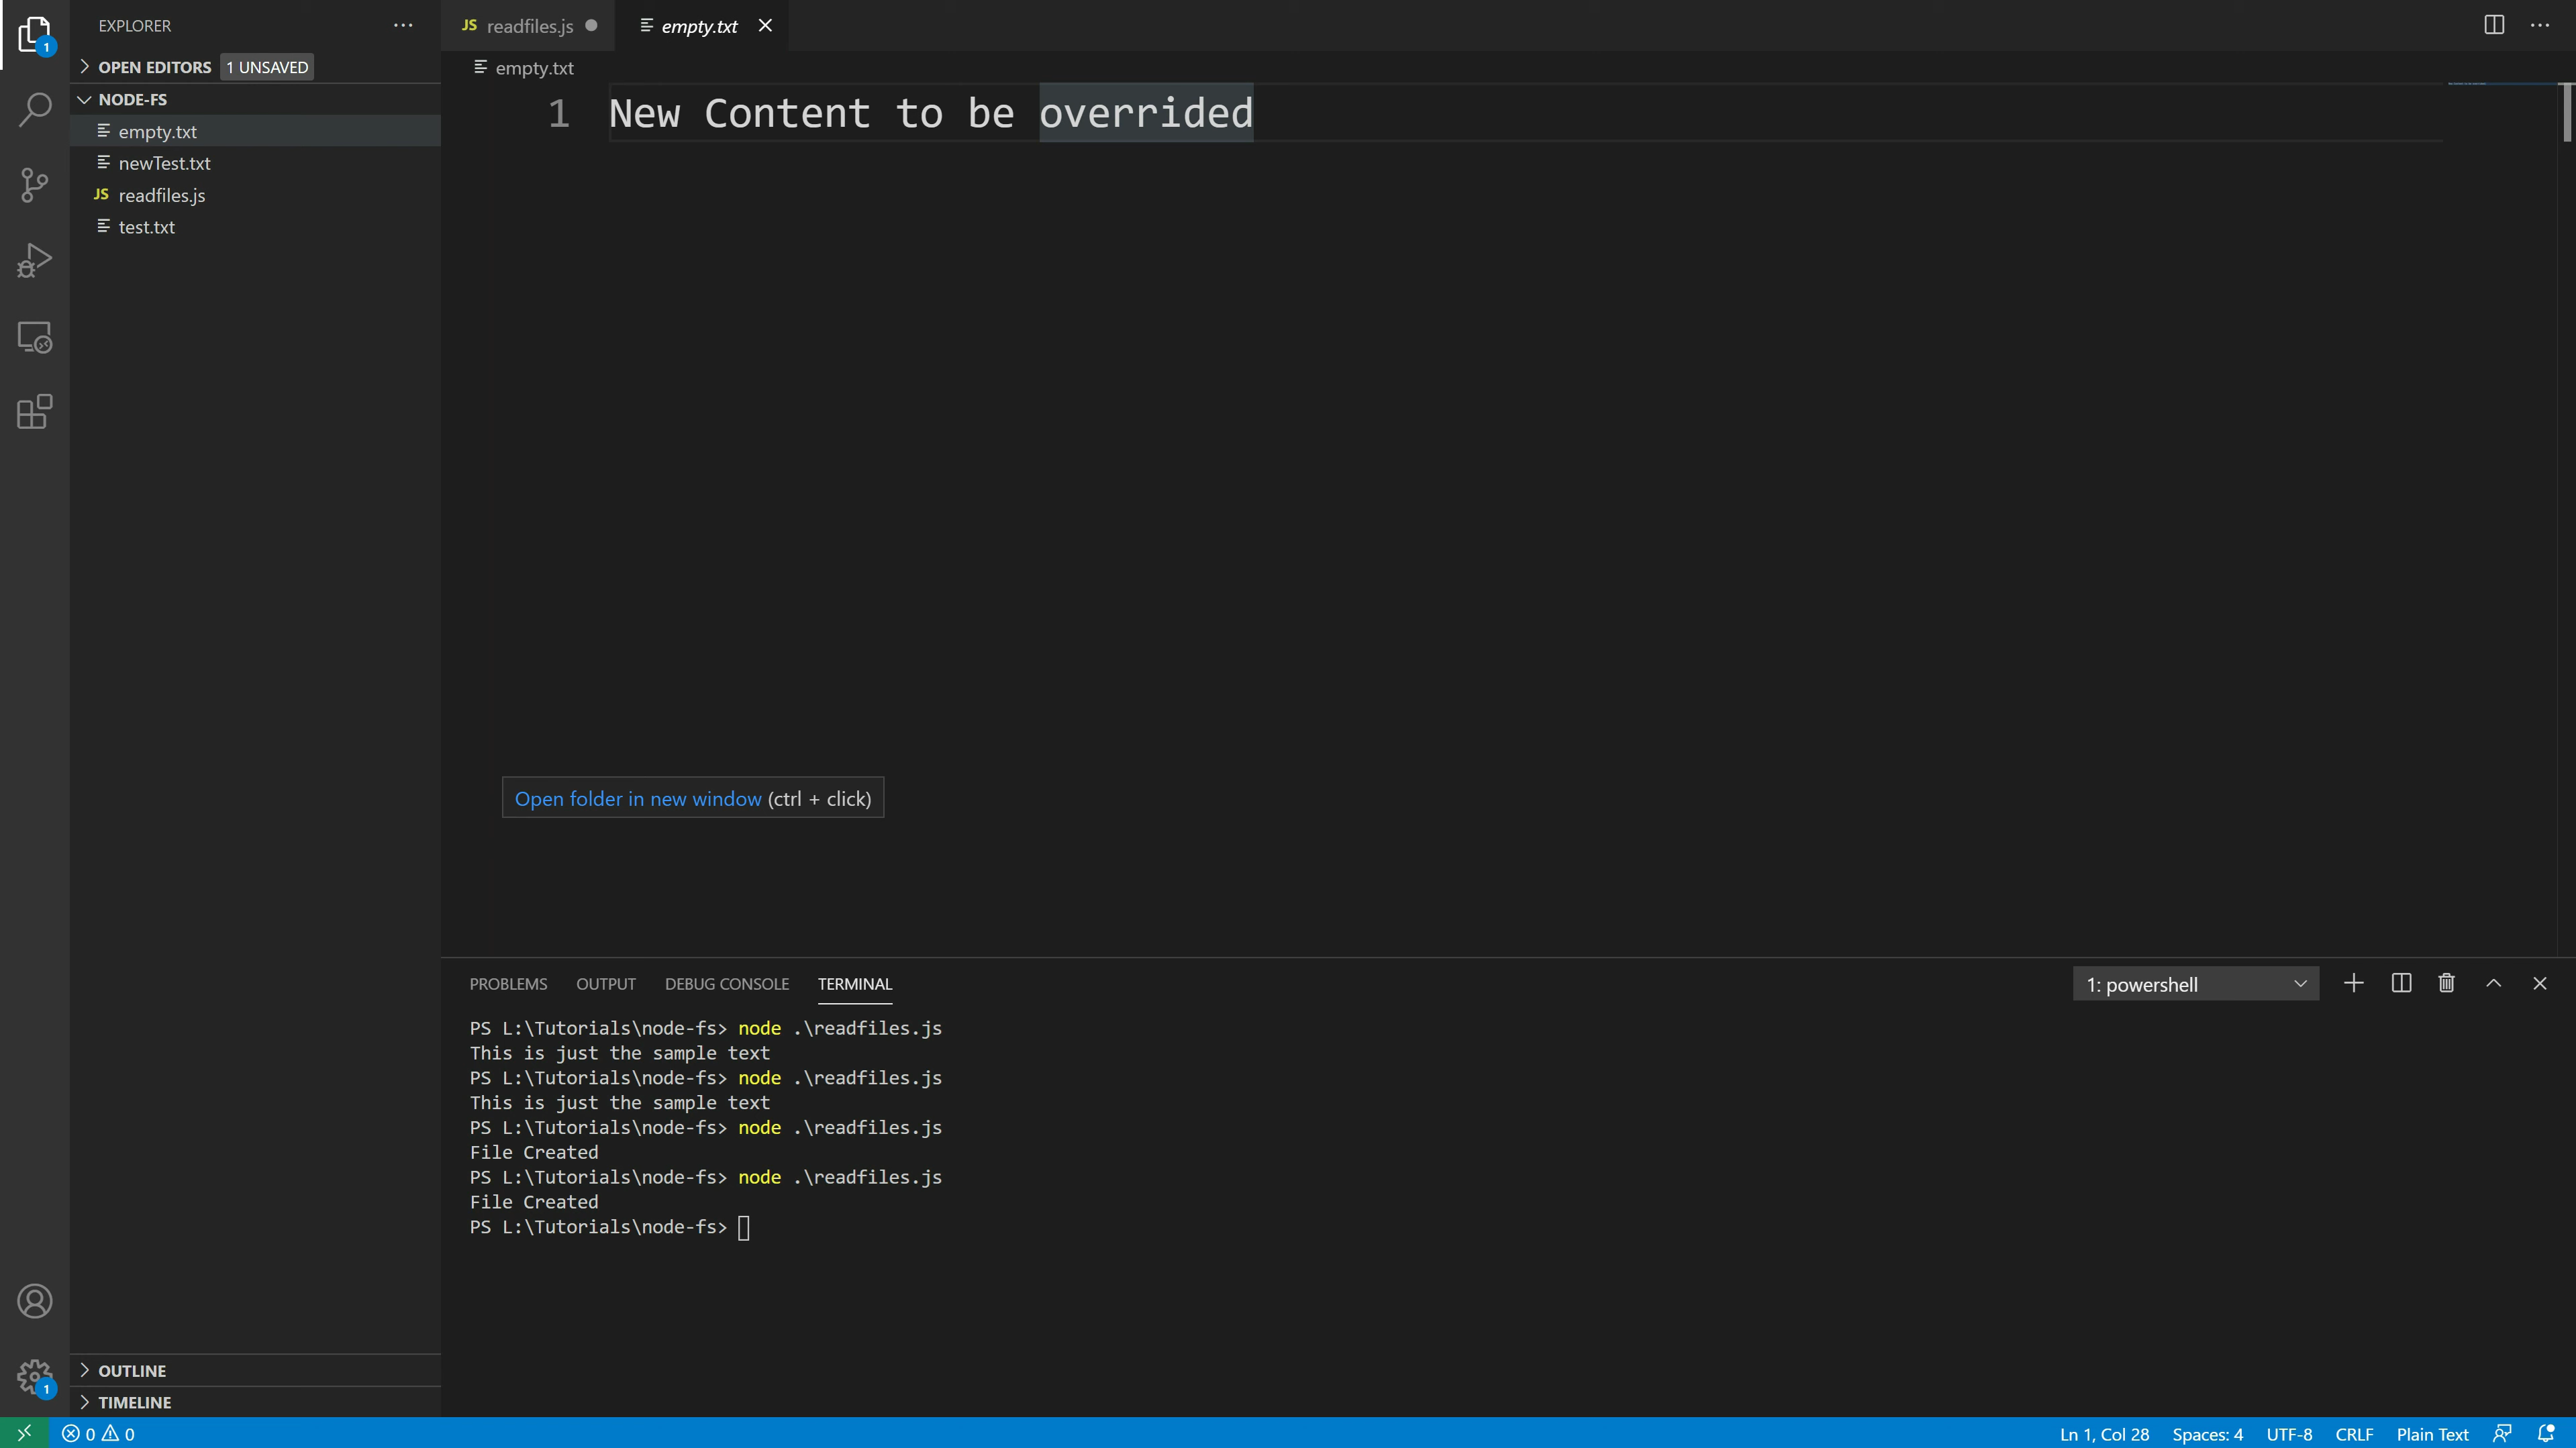 EXPLORER
OPEN EDITORS 1 UNSAVED
NODE-FS
empty.txt
newTest.txt
JS readfiles.js
test.txt
OUTLINE
TIMELINE
JS readfiles.js
empty.txt
empty.txt
1 New Content to be overrided
Open folder in new window (ctrl + click)
PROBLEMS OUTPUT DEBUG CONSOLE TERMINAL
1: powershell
PS L:\Tutorials\node-fs> node .\readfiles.js
This is just the sample text
PS L:\Tutorials\node-fs> node .\readfiles.js
This is just the sample text
PS L:\Tutorials\node-fs> node .\readfiles.js
File Created
PS L:\Tutorials\node-fs> node .\readfiles.js
File Created
PS L:\Tutorials\node-fs>
1
1
0 0
Ln 1, Col 28 Spaces: 4 UTF-8 CRLF Plain Text